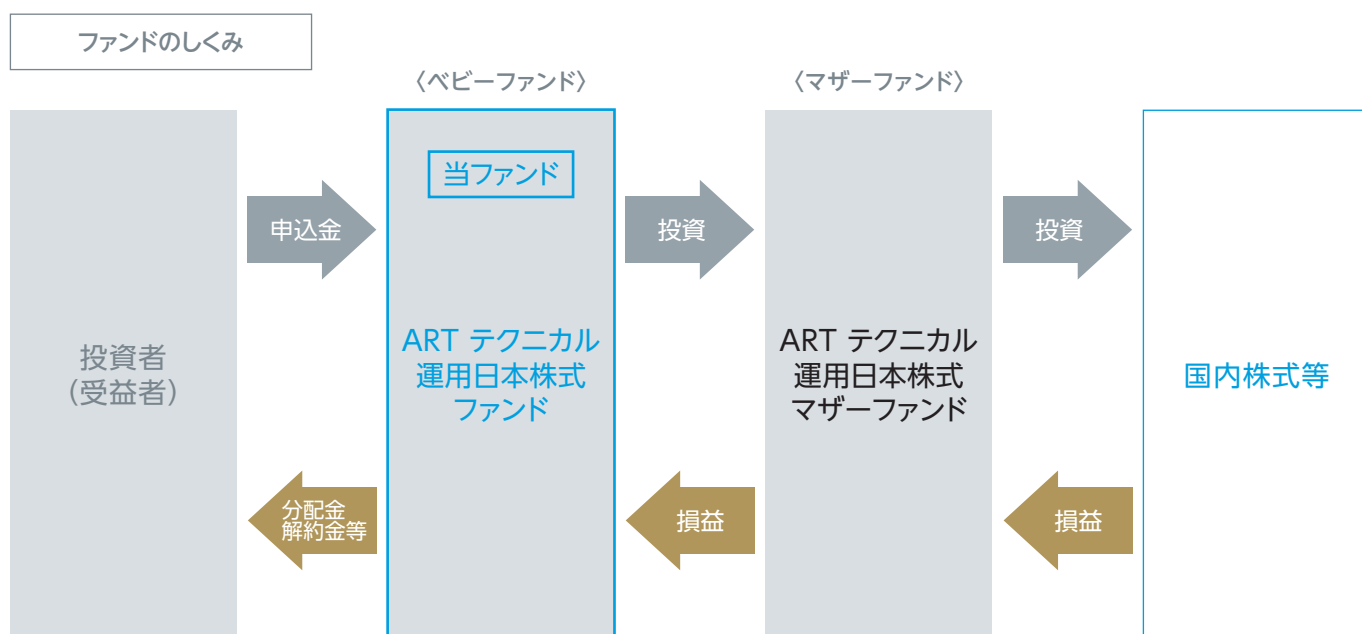 ファンドのしくみ
〈ベビーファンド〉
〈マザーファンド〉
当ファンド
申込金
投資
投資
投資者
(受益者)
ART テクニカル
運用日本株式
ファンド
ART テクニカル
運用日本株式
マザーファンド
国内株式等
分配金
解約金等
損益
損益